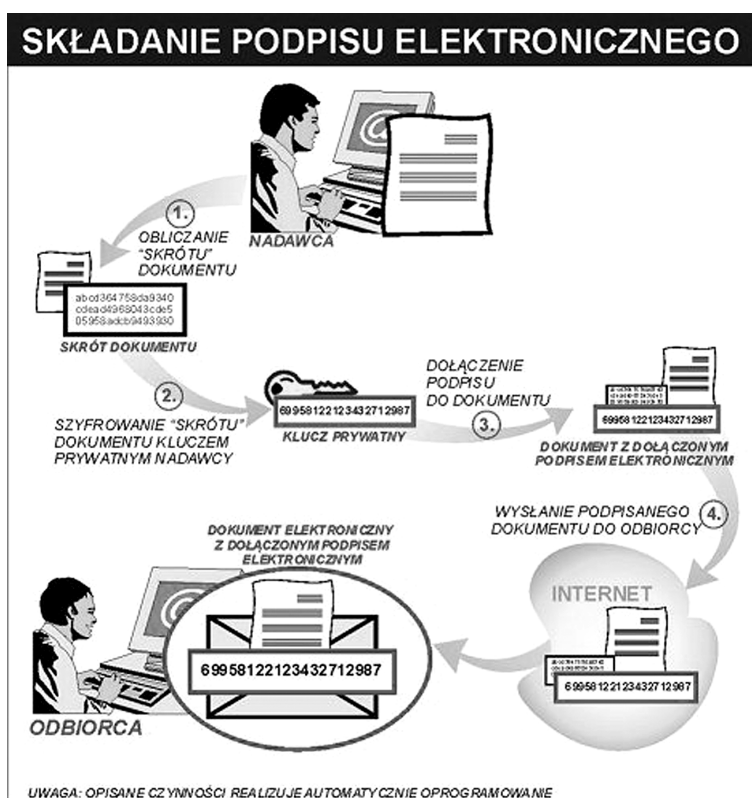 SKŁADANIE PODPISU ELEKTRONICZNEGO
NADAWCA
1.
OBLICZANIE
“SKRÓTU”
DOKUMENTU
abcd364758da9340
cdead4968043cde5
05958adcb9493930
SKRÓT DOKUMENTU
2.
SZYFROWANIE “SKRÓTU”
DOKUMENTU KLUCZEM
PRYWATNYM NADAWCY
69958122123432712987
KLUCZ PRYWATNY
DOŁĄCZENIE
PODPISU
DO DOKUMENTU
3.
69958122123432712987
DOKUMENT Z DOŁĄCZONYM
PODPISEM ELEKTRONICZNYM
WYSŁANIE PODPISANEGO
DOKUMENTU DO ODBIORCY
4.
INTERNET
69958122123432712987
DOKUMENT ELEKTRONICZNY
Z DOŁĄCZONYM PODPISEM
ELEKTRONICZNYM
69958122123432712987
ODBIORCA
UWAGA: OPISANE CZYNNOŚCI REALIZUJE AUTOMATYCZNIE OPROGRAMOWANIE